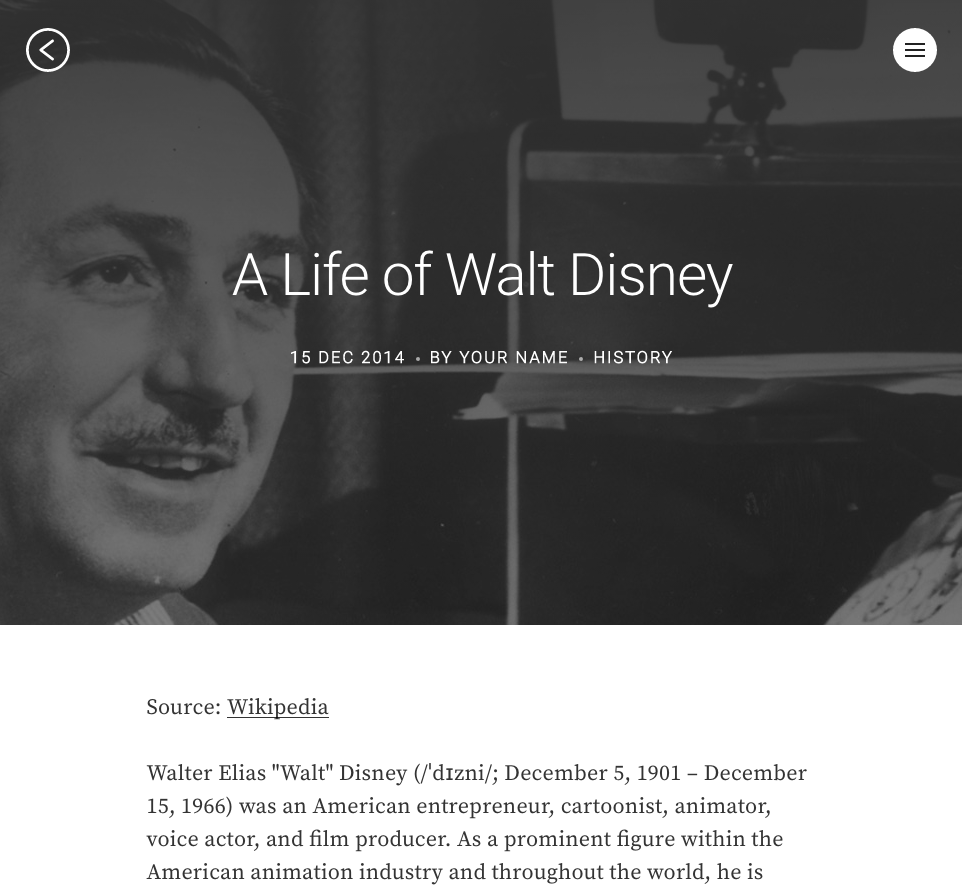 A Life of Walt Disney
15 DEC 2014 • BY YOUR NAME • HISTORY
Source: Wikipedia
Walter Elias "Walt" Disney (/ˈdɪzni/; December 5, 1901 – December
15, 1966) was an American entrepreneur, cartoonist, animator,
voice actor, and film producer. As a prominent figure within the
American animation industry and throughout the world, he is